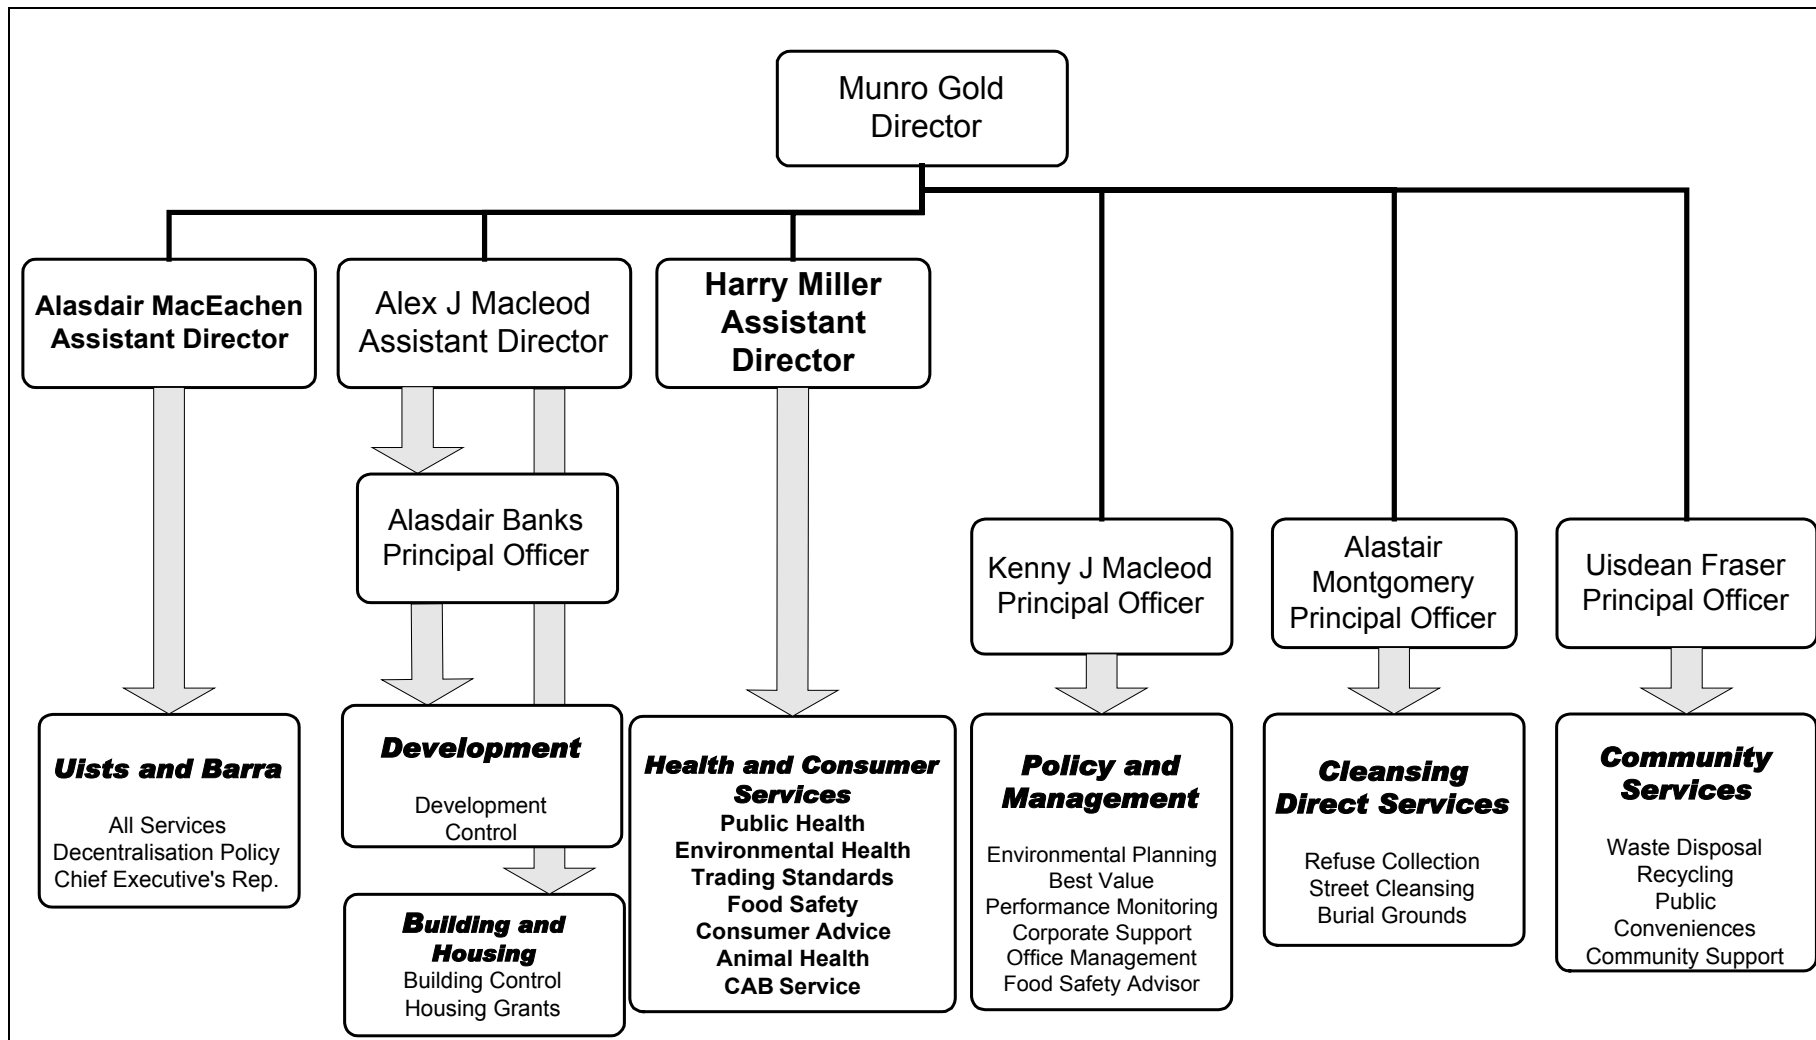 Munro Gold
Director
Alasdair MacEachen
Assistant Director
Alex J Macleod
Assistant Director
Harry Miller
Assistant
Director
Alasdair Banks
Principal Officer
Kenny J Macleod
Principal Officer
Alastair
Montgomery
Principal Officer
Uisdean Fraser
Principal Officer
Uists and Barra
All Services
Decentralisation Policy
Chief Executive's Rep.
Development
Development
Control
Building and
Housing
Building Control
Housing Grants
Health and Consumer
Services
Public Health
Environmental Health
Trading Standards
Food Safety
Consumer Advice
Animal Health
CAB Service
Policy and
Management
Environmental Planning
Best Value
Performance Monitoring
Corporate Support
Office Management
Food Safety Advisor
Cleansing
Direct Services
Refuse Collection
Street Cleansing
Burial Grounds
Community
Services
Waste Disposal
Recycling
Public
Conveniences
Community Support